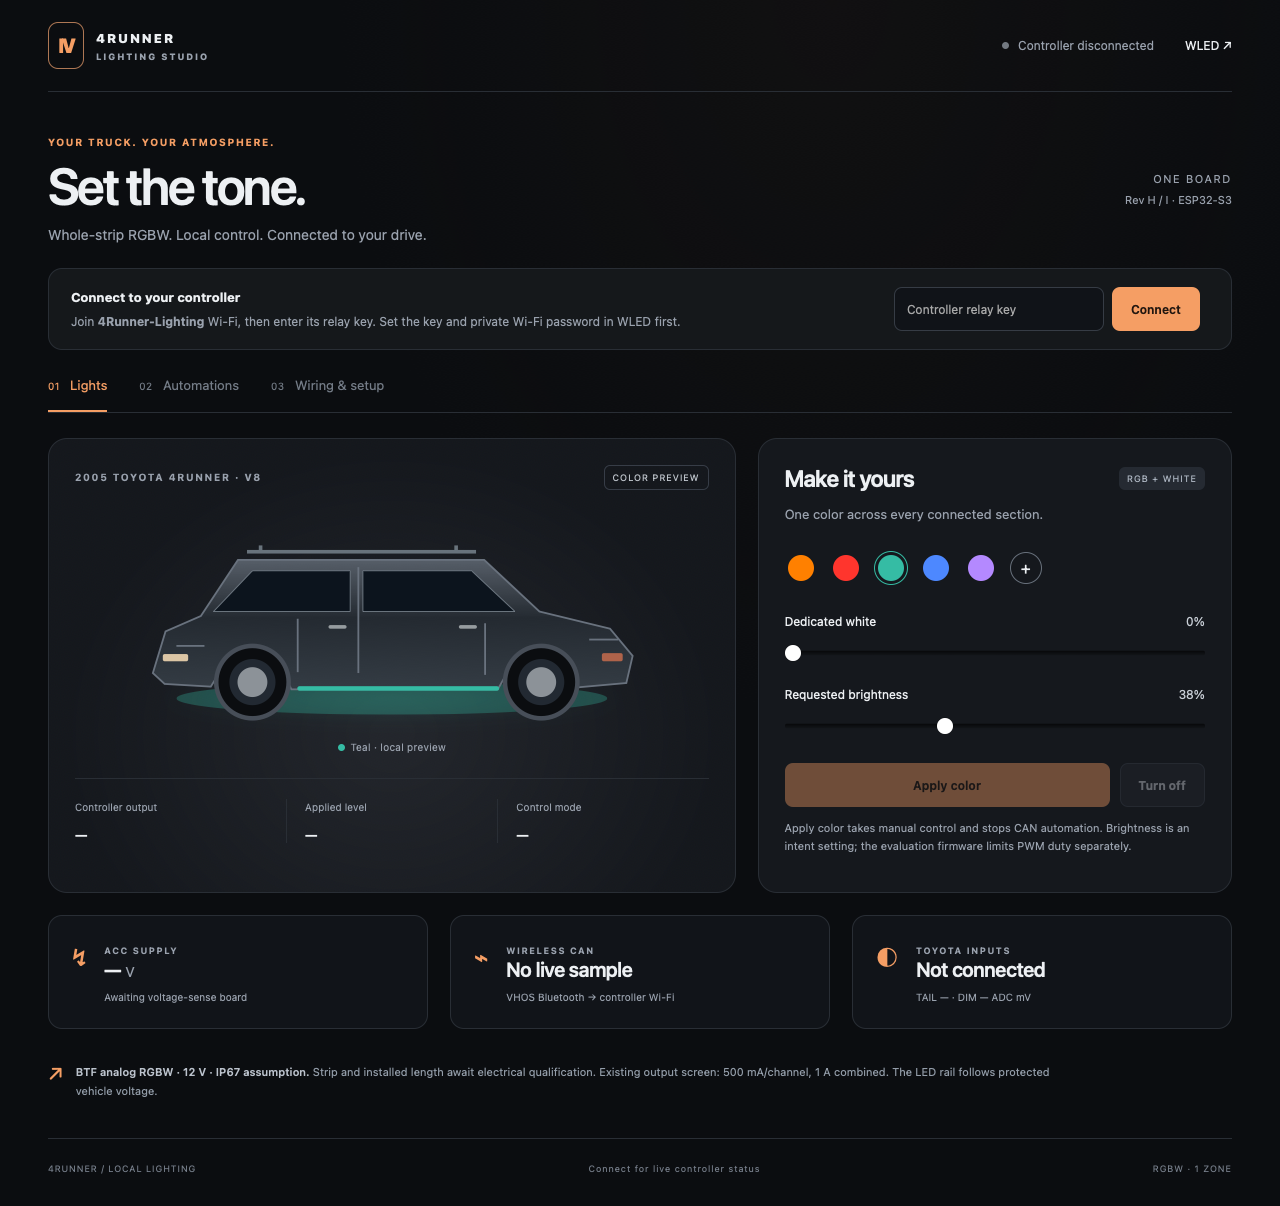 4RUNNER
LIGHTING STUDIO
Controller disconnected
WLED ↗
YOUR TRUCK. YOUR ATMOSPHERE.
Set the tone.
Whole-strip RGBW. Local control. Connected to your drive.
ONE BOARD
Rev H / I · ESP32-S3
Connect to your controller
Join 4Runner-Lighting Wi-Fi, then enter its relay key. Set the key and private Wi-Fi password in WLED first.
Controller relay key
Connect
01 Lights
02 Automations
03 Wiring & setup
2005 TOYOTA 4RUNNER · V8
COLOR PREVIEW
Teal · local preview
Controller output
—
Applied level
—
Control mode
—
Make it yours
RGB + WHITE
One color across every connected section.
+
Dedicated white
0%
Requested brightness
38%
Apply color
Turn off
Apply color takes manual control and stops CAN automation. Brightness is an
intent setting; the evaluation firmware limits PWM duty separately.
ACC SUPPLY
— V
Awaiting voltage-sense board
WIRELESS CAN
No live sample
VHOS Bluetooth → controller Wi-Fi
TOYOTA INPUTS
Not connected
TAIL — · DIM — ADC mV
↗ BTF analog RGBW · 12 V · IP67 assumption. Strip and installed length await electrical qualification. Existing output screen: 500 mA/channel, 1 A combined. The LED rail follows protected
vehicle voltage.
4RUNNER / LOCAL LIGHTING
Connect for live controller status
RGBW · 1 ZONE